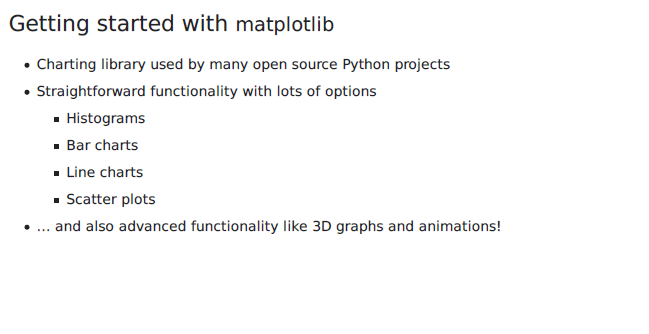 Getting started with matplotlib
• Charting library used by many open source Python projects
• Straightforward functionality with lots of options
▪ Histograms
▪ Bar charts
▪ Line charts
▪ Scatter plots
• ... and also advanced functionality like 3D graphs and animations!